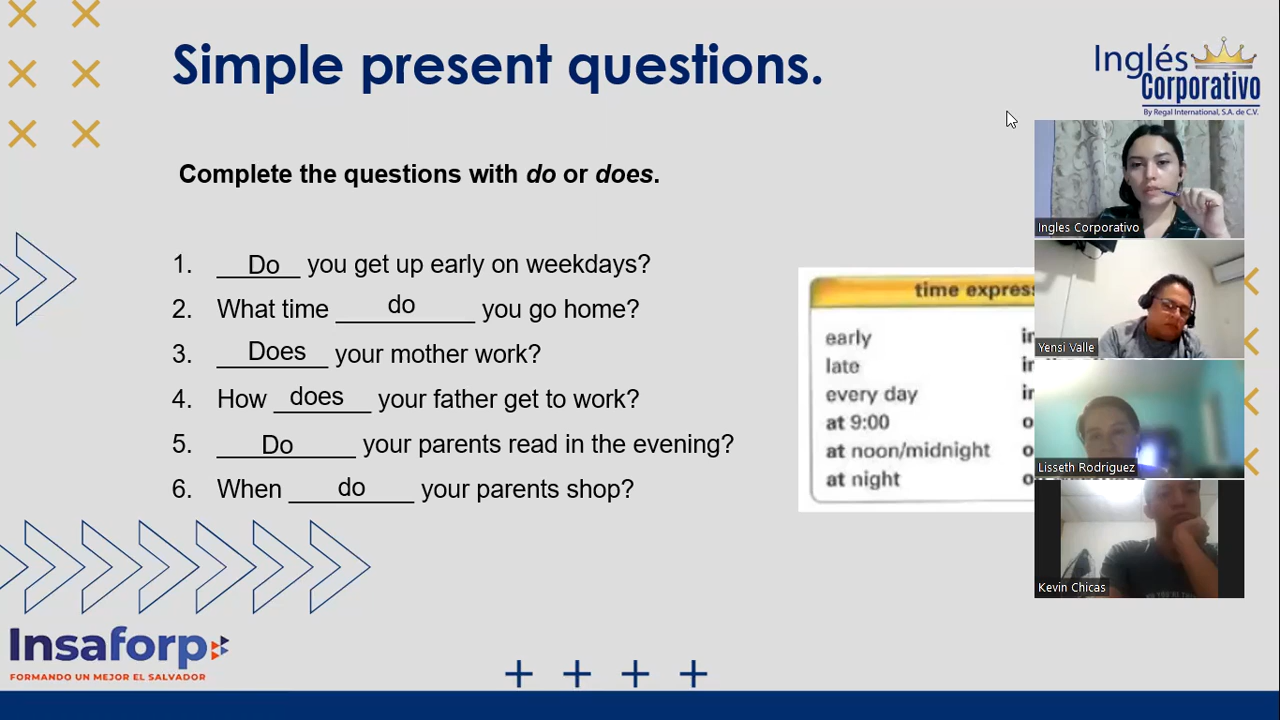 Simple present questions.
Inglés
Corporativo
By Regal International, S.A. de C.V.
Complete the questions with do or does.
1. Do you get up early on weekdays?
2. What time do you go home?
3. Does your mother work?
4. How does your father get to work?
5. Do your parents read in the evening?
6. When do your parents shop?
early
late
every day
at 9:00
at noon/midnight
at night
Ingles Corporativo
Yensi Valle
Lisseth Rodriguez
Kevin Chicas
Insaforp
FORMANDO UN MEJOR EL SALVADOR
time